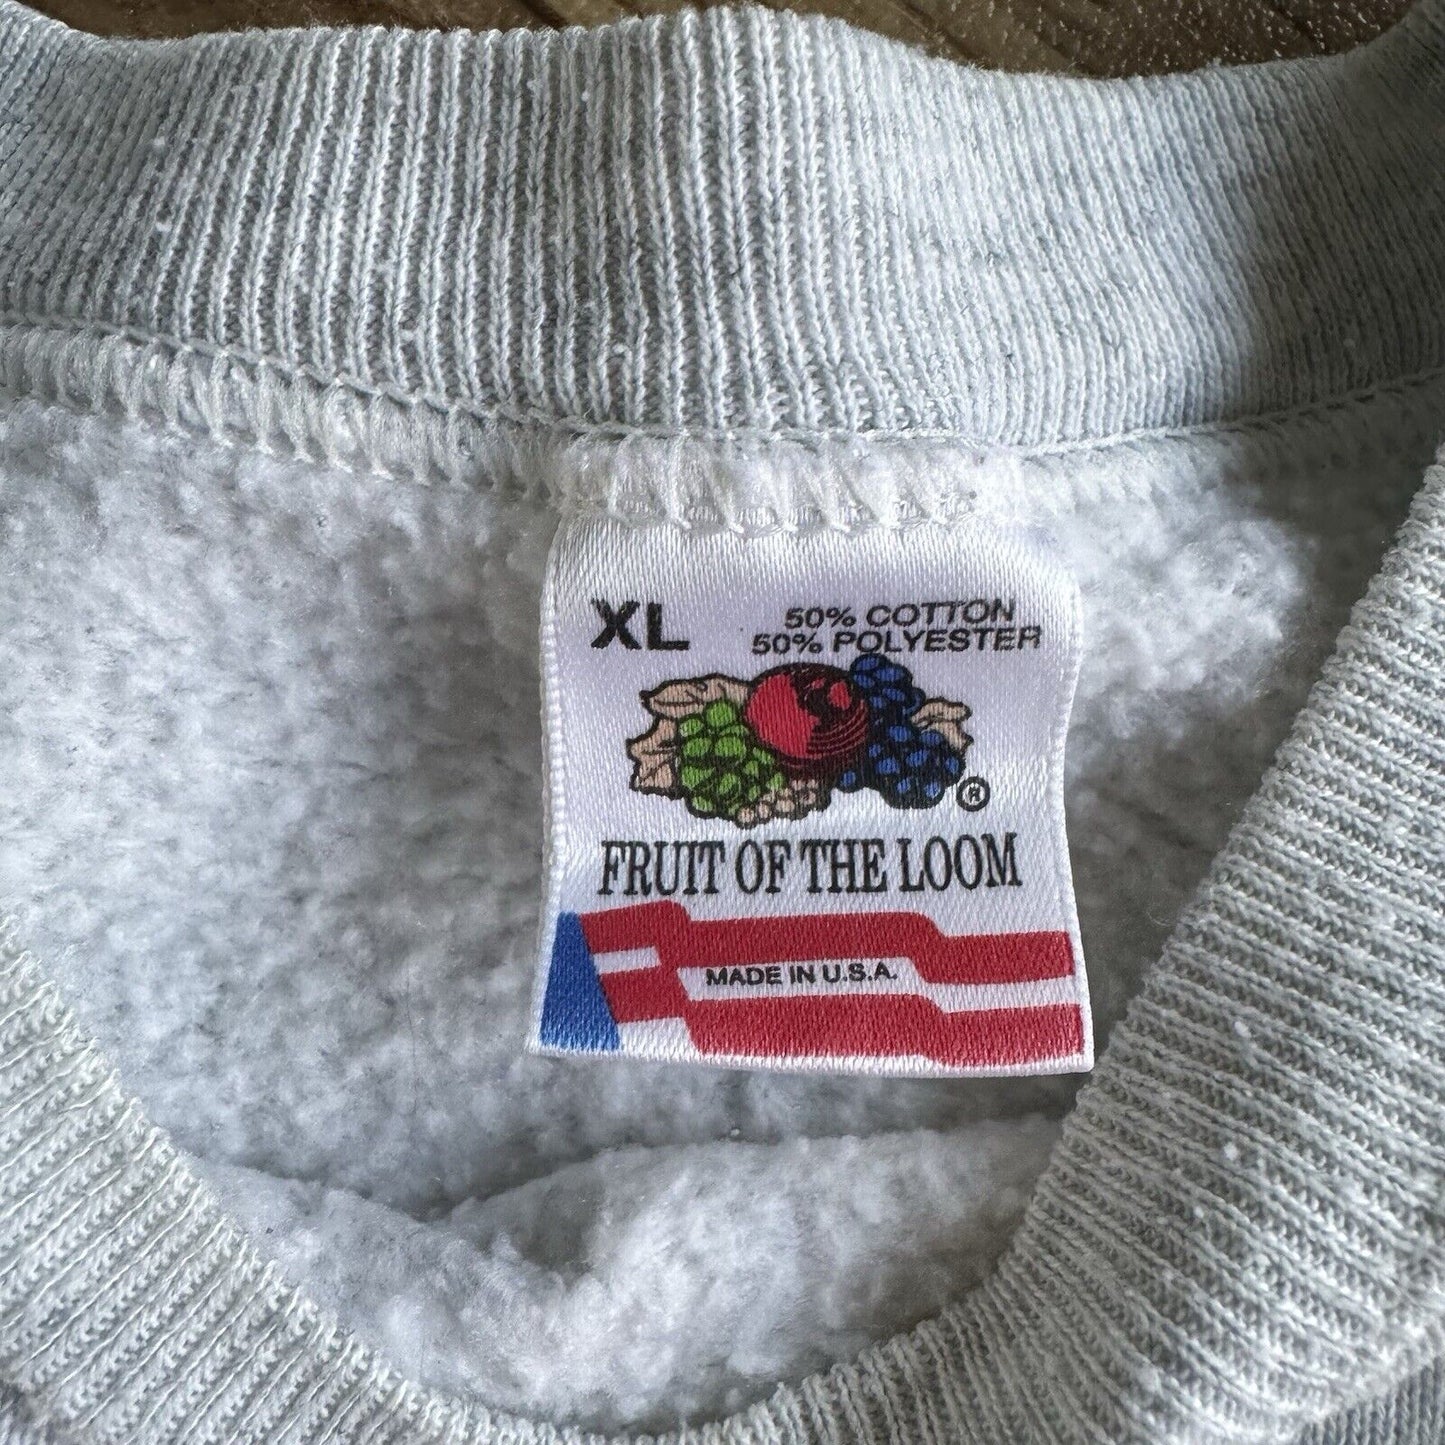 XL
50% COTTON
50% POLYESTER
®
FRUIT OF THE LOOM
MADE IN U.S.A.